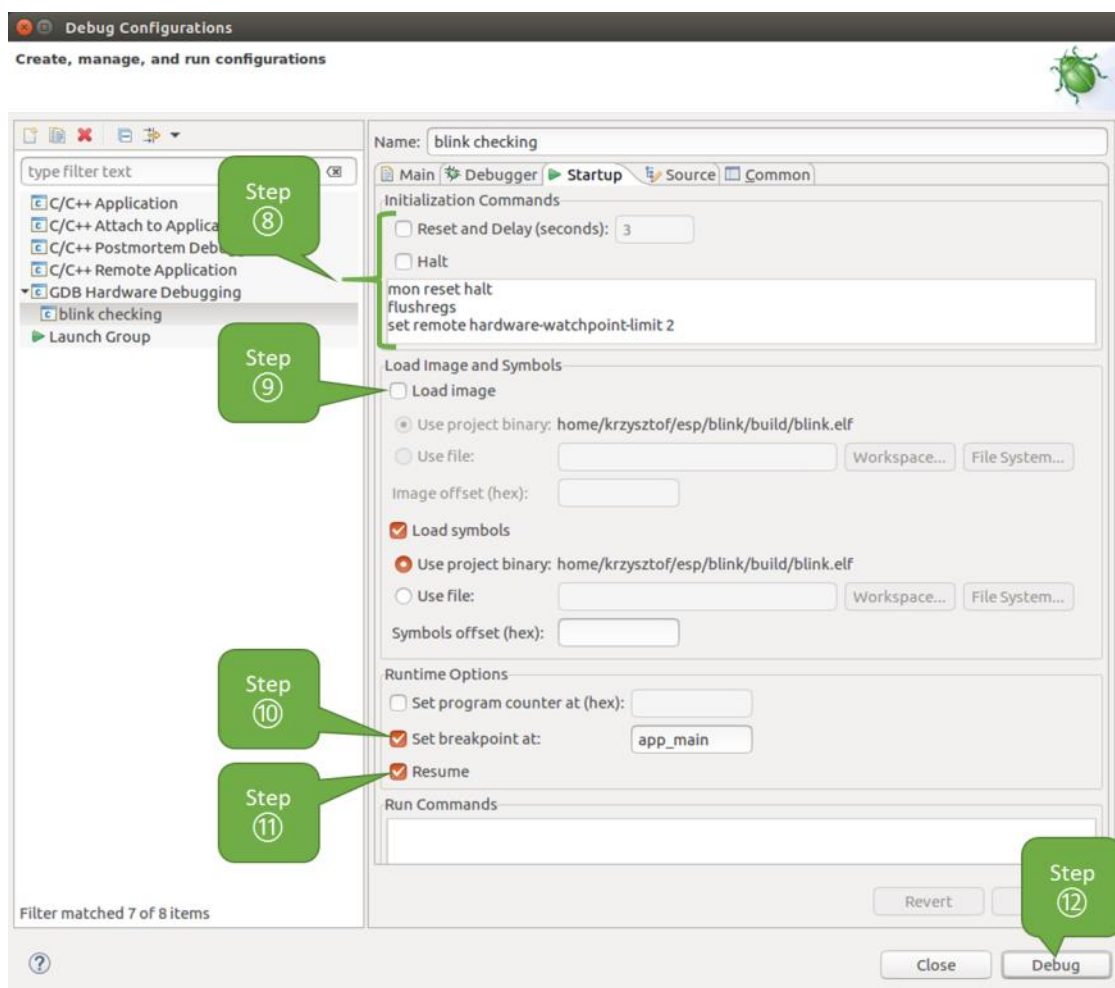 Debug Configurations
Create, manage, and run configurations
type filter text
C/C++ Application
C/C++ Attach to Applica
C/C++ Postmortem Debu
C/C++ Remote Application
GDB Hardware Debugging
blink checking
Launch Group
Filter matched 7 of 8 items
Name: blink checking
Main Debugger Startup Source Common
Initialization Commands
Reset and Delay (seconds): 3
Halt
mon reset halt
flushregs
set remote hardware-watchpoint-limit 2
Load Image and Symbols
Load image
Use project binary: home/krzysztof/esp/blink/build/blink.elf
Use file: Workspace... File System...
Image offset (hex):
Load symbols
Use project binary: home/krzysztof/esp/blink/build/blink.elf
Use file: Workspace... File System...
Symbols offset (hex):
Runtime Options
Set program counter at (hex):
Set breakpoint at: app_main
Resume
Run Commands
Revert
Close Debug
Step
⑧
Step
⑨
Step
⑩
Step
⑪
Step
⑫